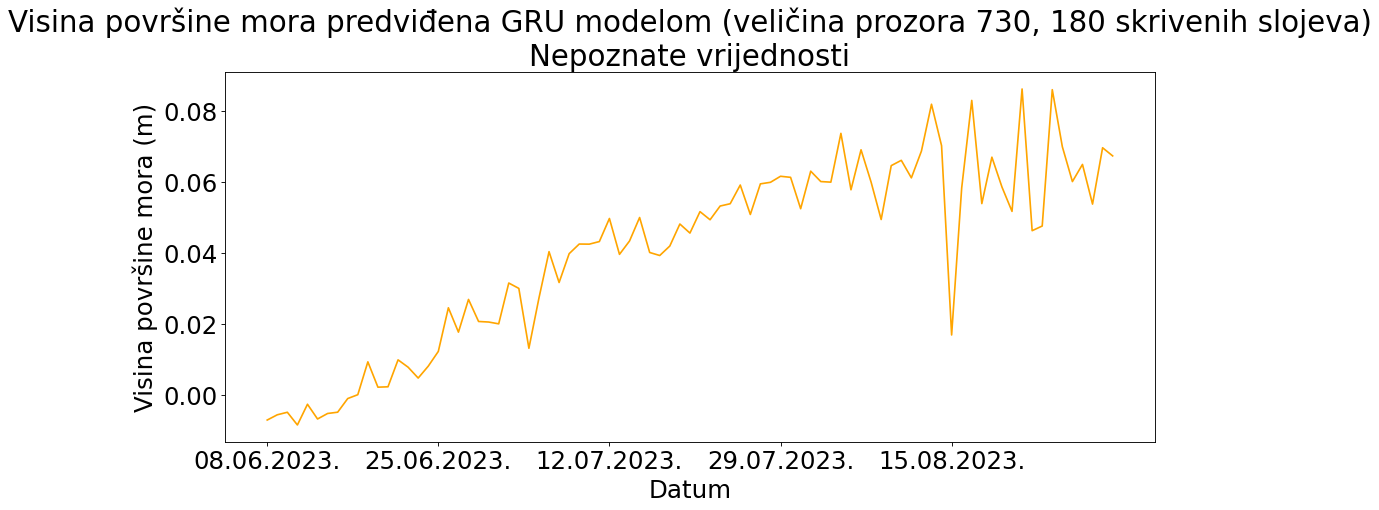 Visina površine mora predviđena GRU modelom (veličina prozora 730, 180 skrivenih slojeva)
Nepoznate vrijednosti
Visina površine mora (m)
0.08
0.06
0.04
0.02
0.00
08.06.2023. 25.06.2023. 12.07.2023. 29.07.2023. 15.08.2023.
Datum